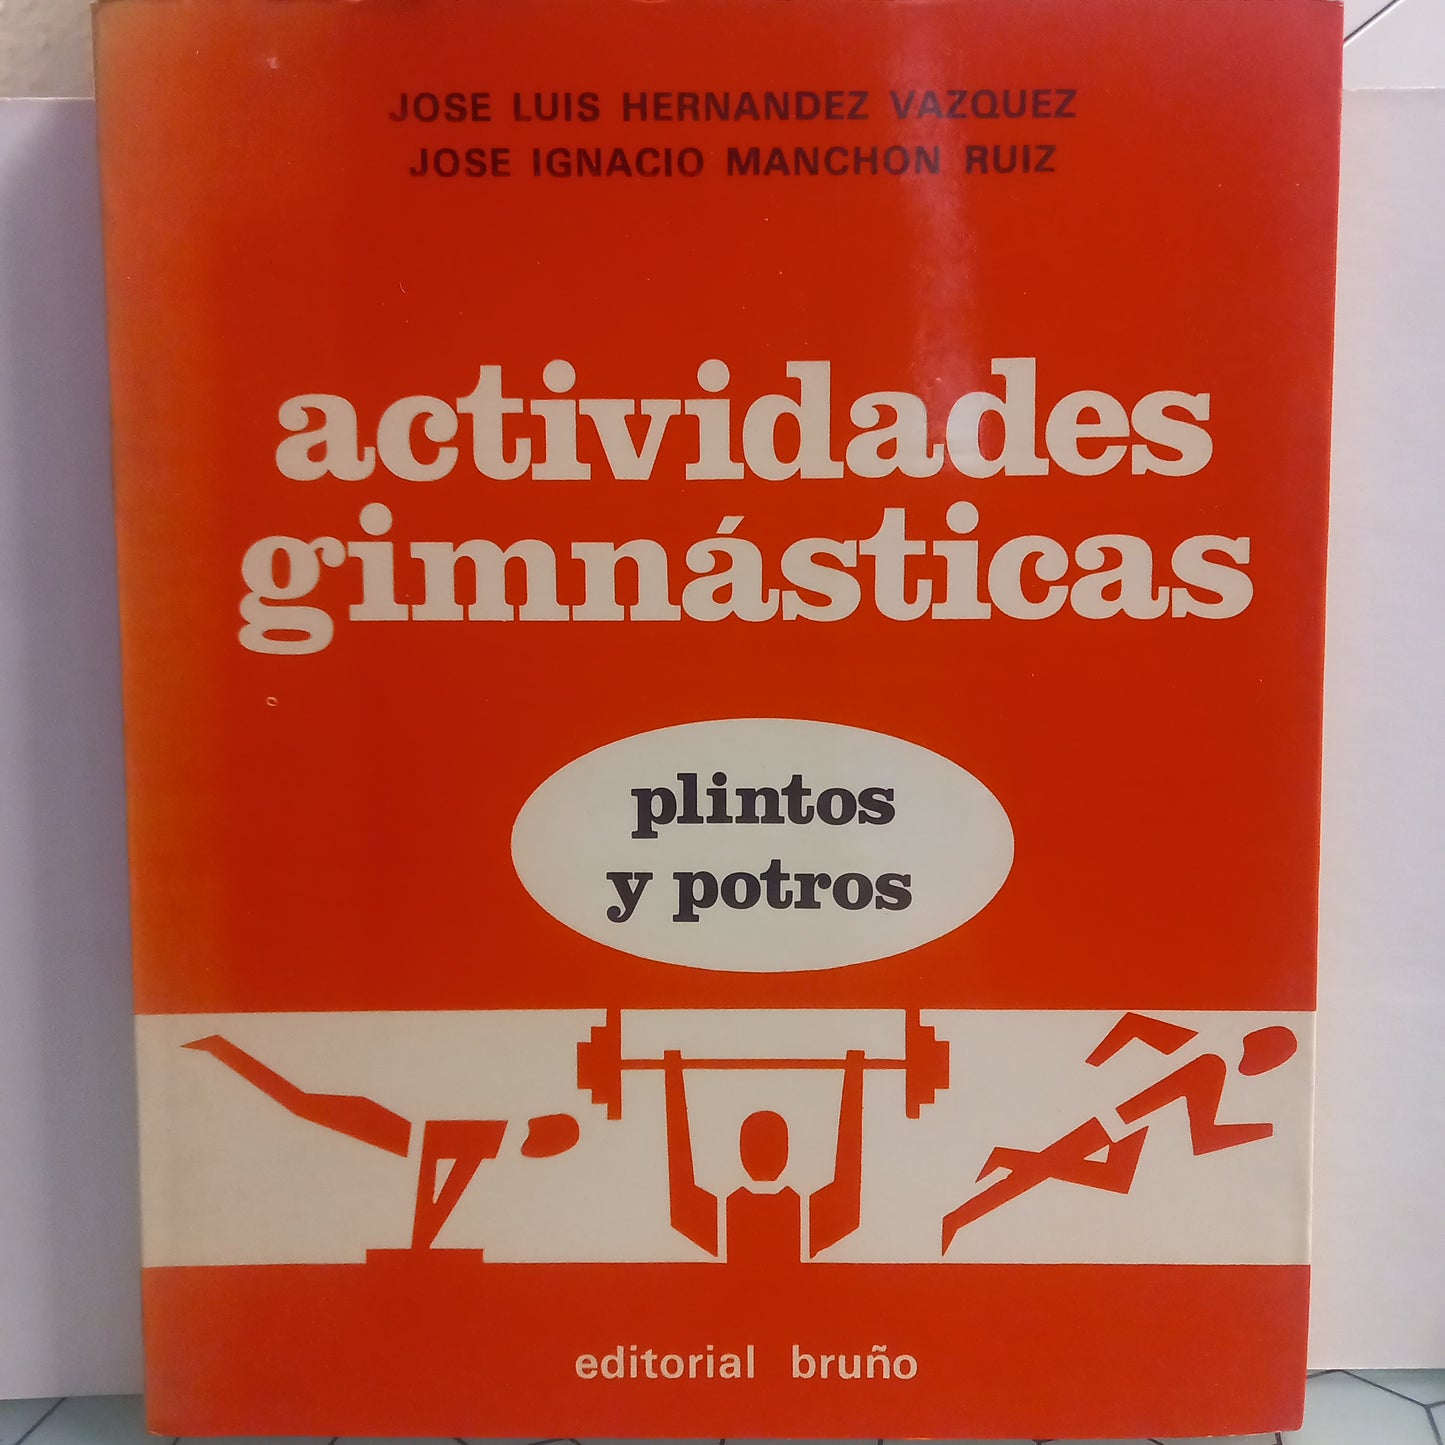 JOSE LUIS HERNANDEZ VAZQUEZ
JOSE IGNACIO MANCHON RUIZ
actividades
gimnásticas
plintos
y potros
editorial bruño